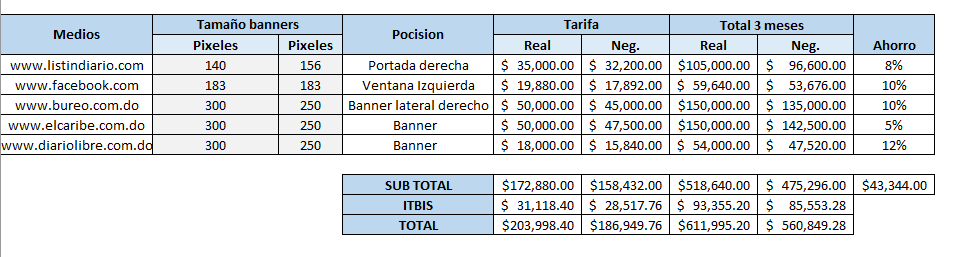 Medios Tamaño banners Pocision Tarifa Total 3 meses Ahorro
Pixeles Pixeles Real Neg. Real Neg.
www.listindiario.com 140 156 Portada derecha $ 35,000.00 $ 32,200.00 $105,000.00 $ 96,600.00 8%
www.facebook.com 183 183 Ventana Izquierda $ 19,880.00 $ 17,892.00 $ 59,640.00 $ 53,676.00 10%
www.bureo.com.do 300 250 Banner lateral derecho $ 50,000.00 $ 45,000.00 $150,000.00 $ 135,000.00 10%
www.elcaribe.com.do 300 250 Banner $ 50,000.00 $ 47,500.00 $150,000.00 $ 142,500.00 5%
www.diariolibre.com.do 300 250 Banner $ 18,000.00 $ 15,840.00 $ 54,000.00 $ 47,520.00 12%
SUB TOTAL $172,880.00 $158,432.00 $518,640.00 $ 475,296.00 $43,344.00
ITBIS $ 31,118.40 $ 28,517.76 $ 93,355.20 $ 85,553.28
TOTAL $203,998.40 $186,949.76 $611,995.20 $ 560,849.28